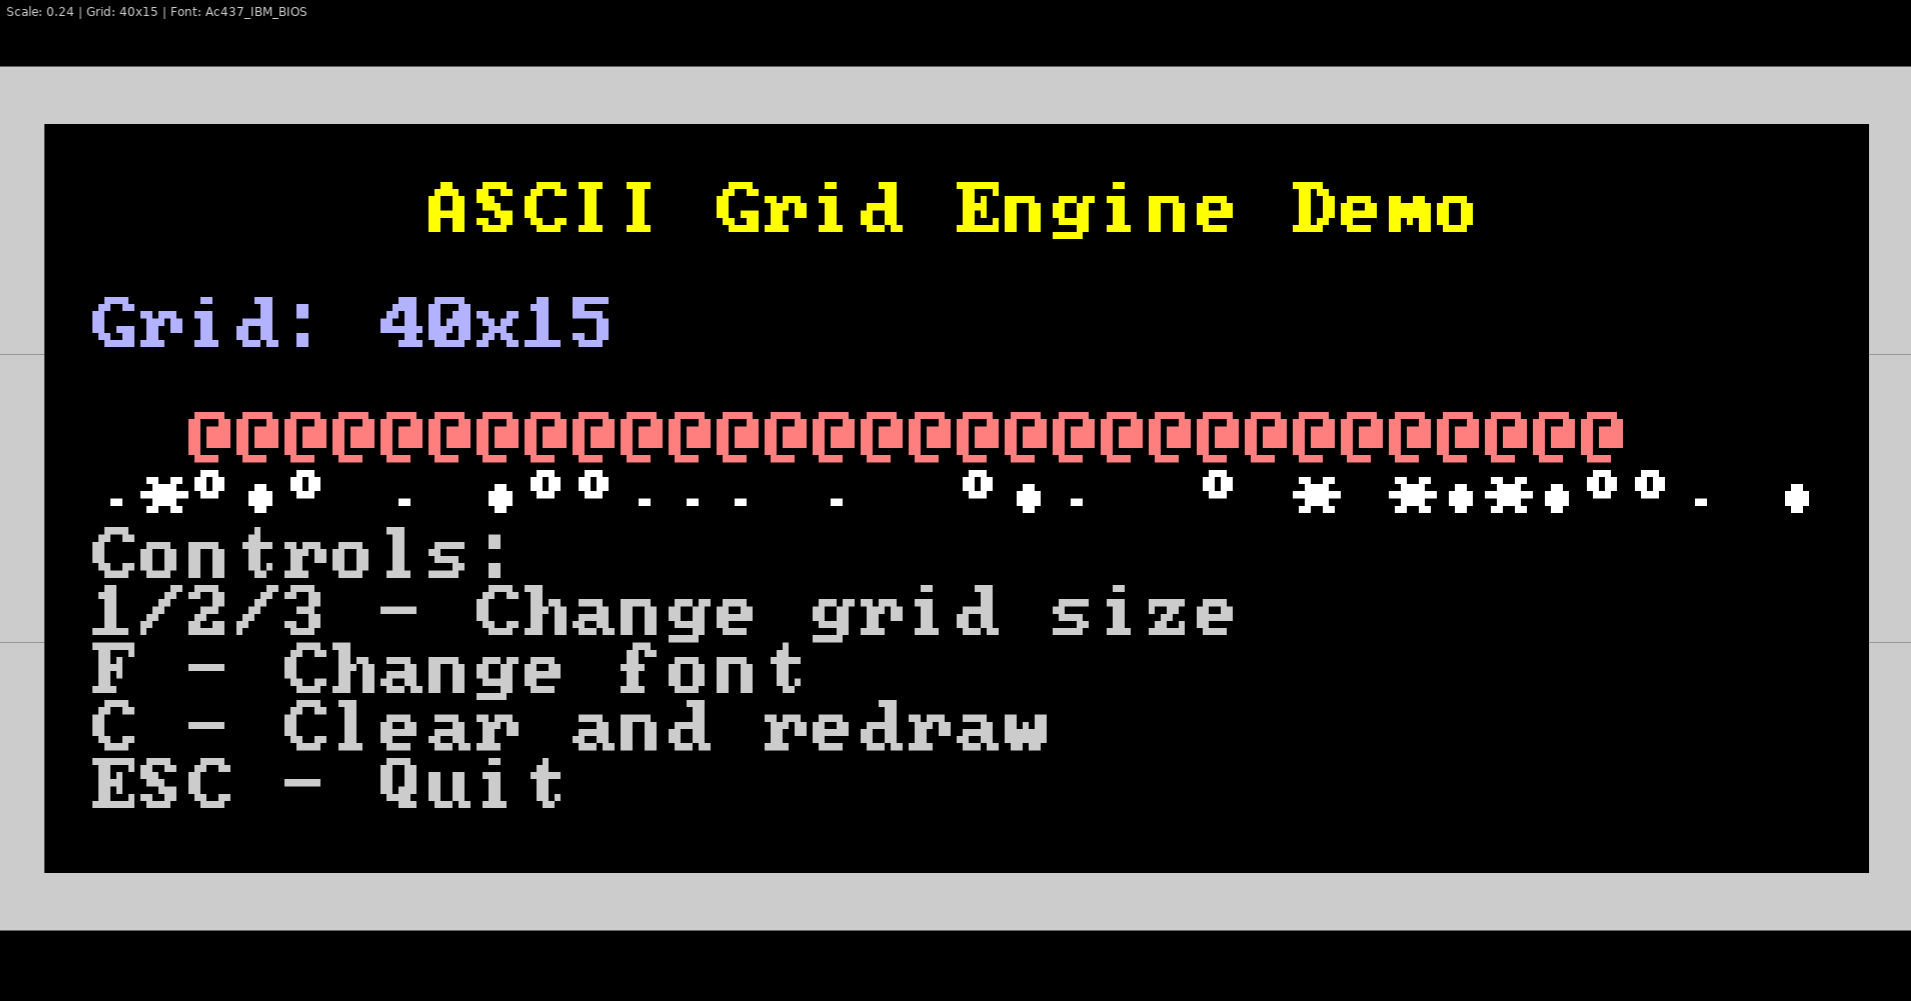 Scale: 0.24 | Grid: 40x15 | Font: Ac437_IBM_BIOS
ASCII Grid Engine Demo
Grid: 40x15
@@@@@@@@@@@@@@@@@@@@@@@@@@@@@@
·*°•° · •°°··· ·  °•·  ° * *•*•°°· •
Controls:
1/2/3 - Change grid size
F - Change font
C - Clear and redraw
ESC - Quit